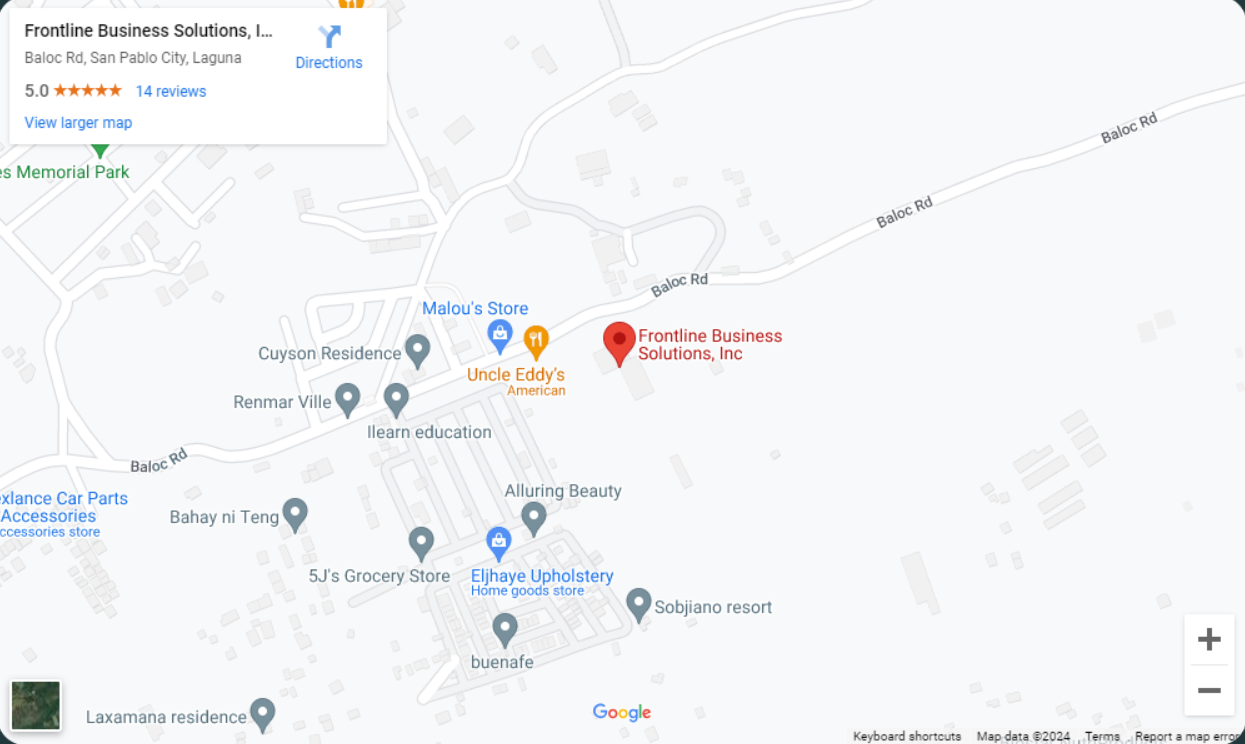 Frontline Business Solutions, I...
Baloc Rd, San Pablo City, Laguna
Directions
5.0
14 reviews
View larger map
es Memorial Park
Baloc Rd
Baloc Rd
Baloc Rd
Malou's Store
Frontline Business
Solutions, Inc
Cuyson Residence
Uncle Eddy's
American
Renmar Ville
Ilearn education
Baloc Rd
Alluring Beauty
exlance Car Parts
Accessories
ccessories store
Bahay ni Teng
5J's Grocery Store
Eljhaye Upholstery
Home goods store
Sobjiano resort
buenafe
Laxamana residence
Google
Keyboard shortcuts
Map data ©2024
Terms
Report a map error